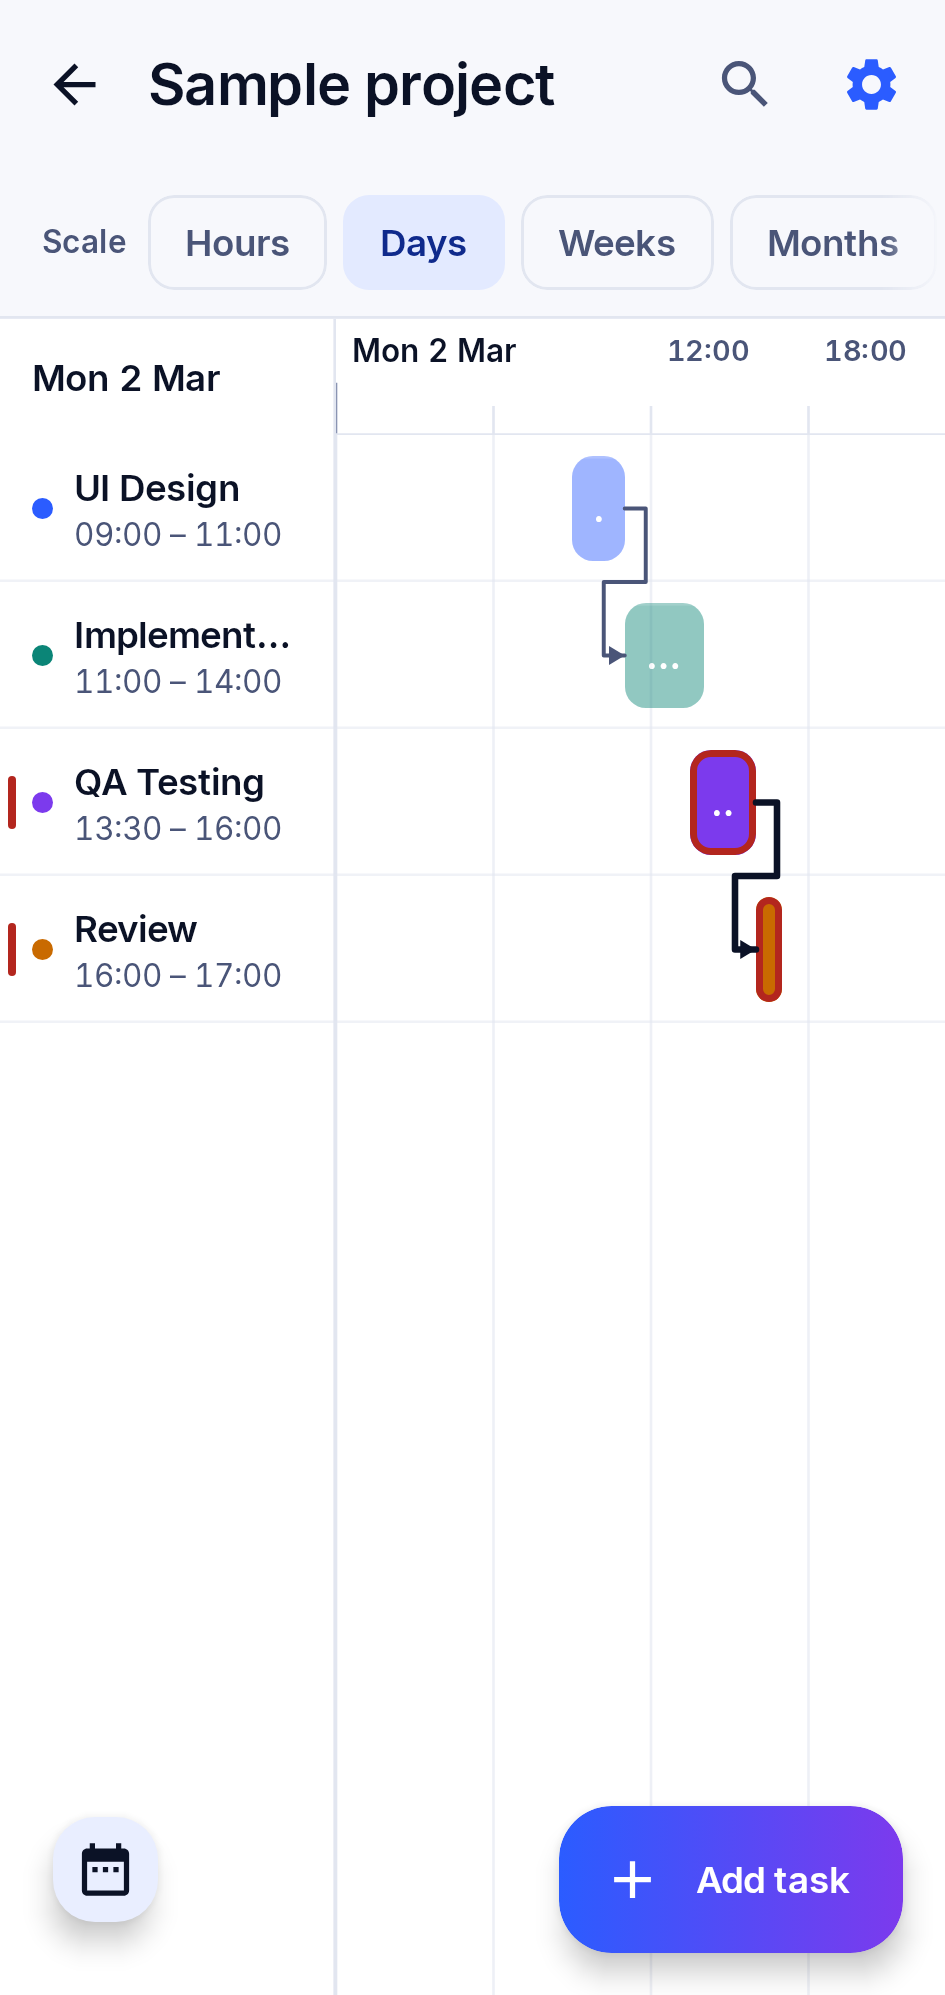 Sample project
Scale
Hours
Days
Weeks
Months
Mon 2 Mar
Mon 2 Mar
12:00
18:00
UI Design
09:00 – 11:00
Implement...
11:00 – 14:00
QA Testing
13:30 – 16:00
Review
16:00 – 17:00
Add task